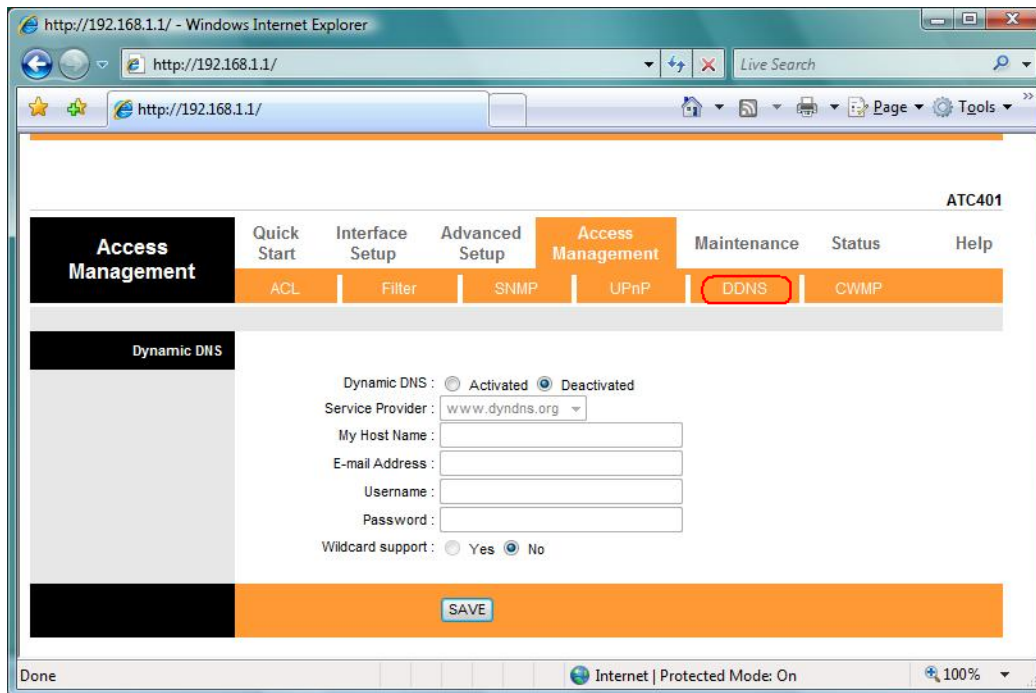 http://192.168.1.1/ - Windows Internet Explorer
http://192.168.1.1/
Live Search
http://192.168.1.1/
Page
Tools
ATC401
Access Management
Quick Start
Interface Setup
Advanced Setup
Access Management
Maintenance
Status
Help
ACL
Filter
SNMP
UPnP
DDNS
CWMP
Dynamic DNS
Dynamic DNS : Activated Deactivated
Service Provider : www.dyndns.org
My Host Name :
E-mail Address :
Username :
Password :
Wildcard support : Yes No
SAVE
Done
Internet | Protected Mode: On
100%